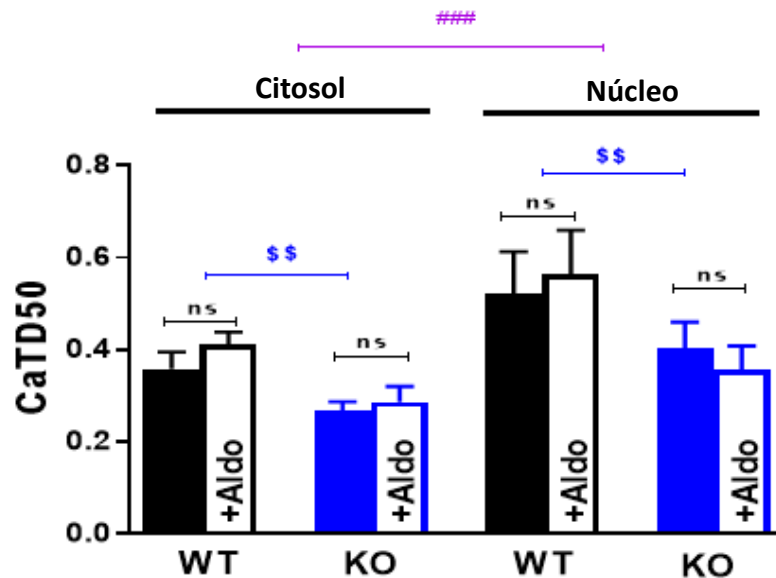 ###
Citosol
Núcleo
0.8
$$
ns
0.6
$$
ns
ns
CaTD50
0.4
ns
0.2
+Aldo
+Aldo
+Aldo
+Aldo
0.0
WT
KO
WT
KO